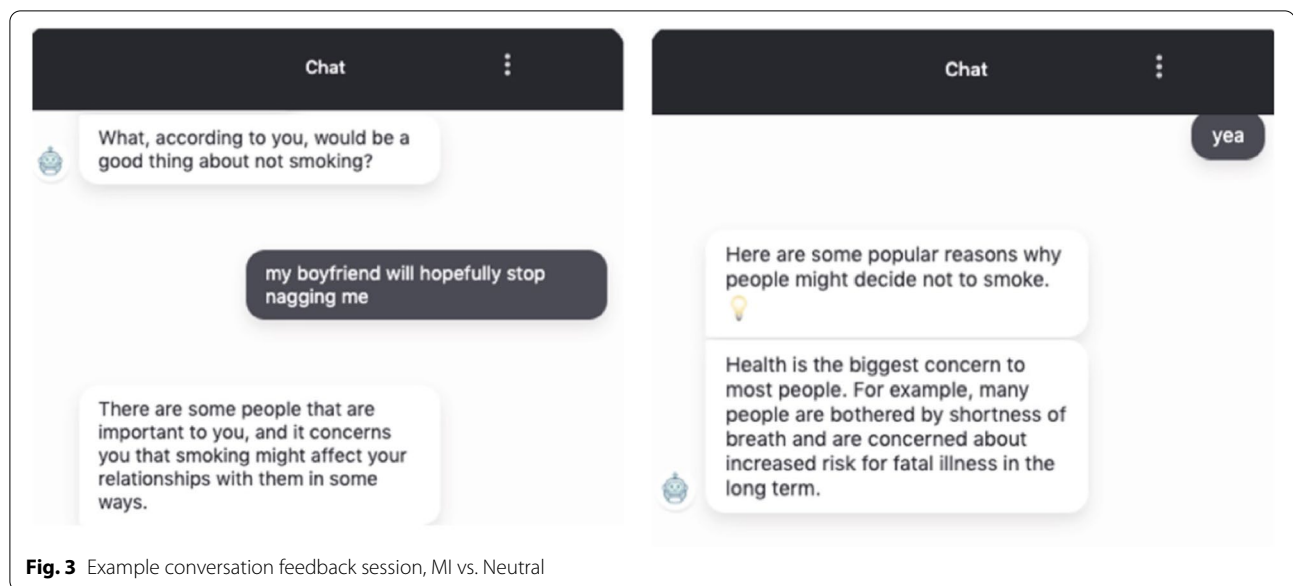 Chat
What, according to you, would be a
good thing about not smoking?
my boyfriend will hopefully stop
nagging me
There are some people that are
important to you, and it concerns
you that smoking might affect your
relationships with them in some
ways.
Chat
yea
Here are some popular reasons why
people might decide not to smoke.
Health is the biggest concern to
most people. For example, many
people are bothered by shortness of
breath and are concerned about
increased risk for fatal illness in the
long term.
Fig. 3 Example conversation feedback session, MI vs. Neutral